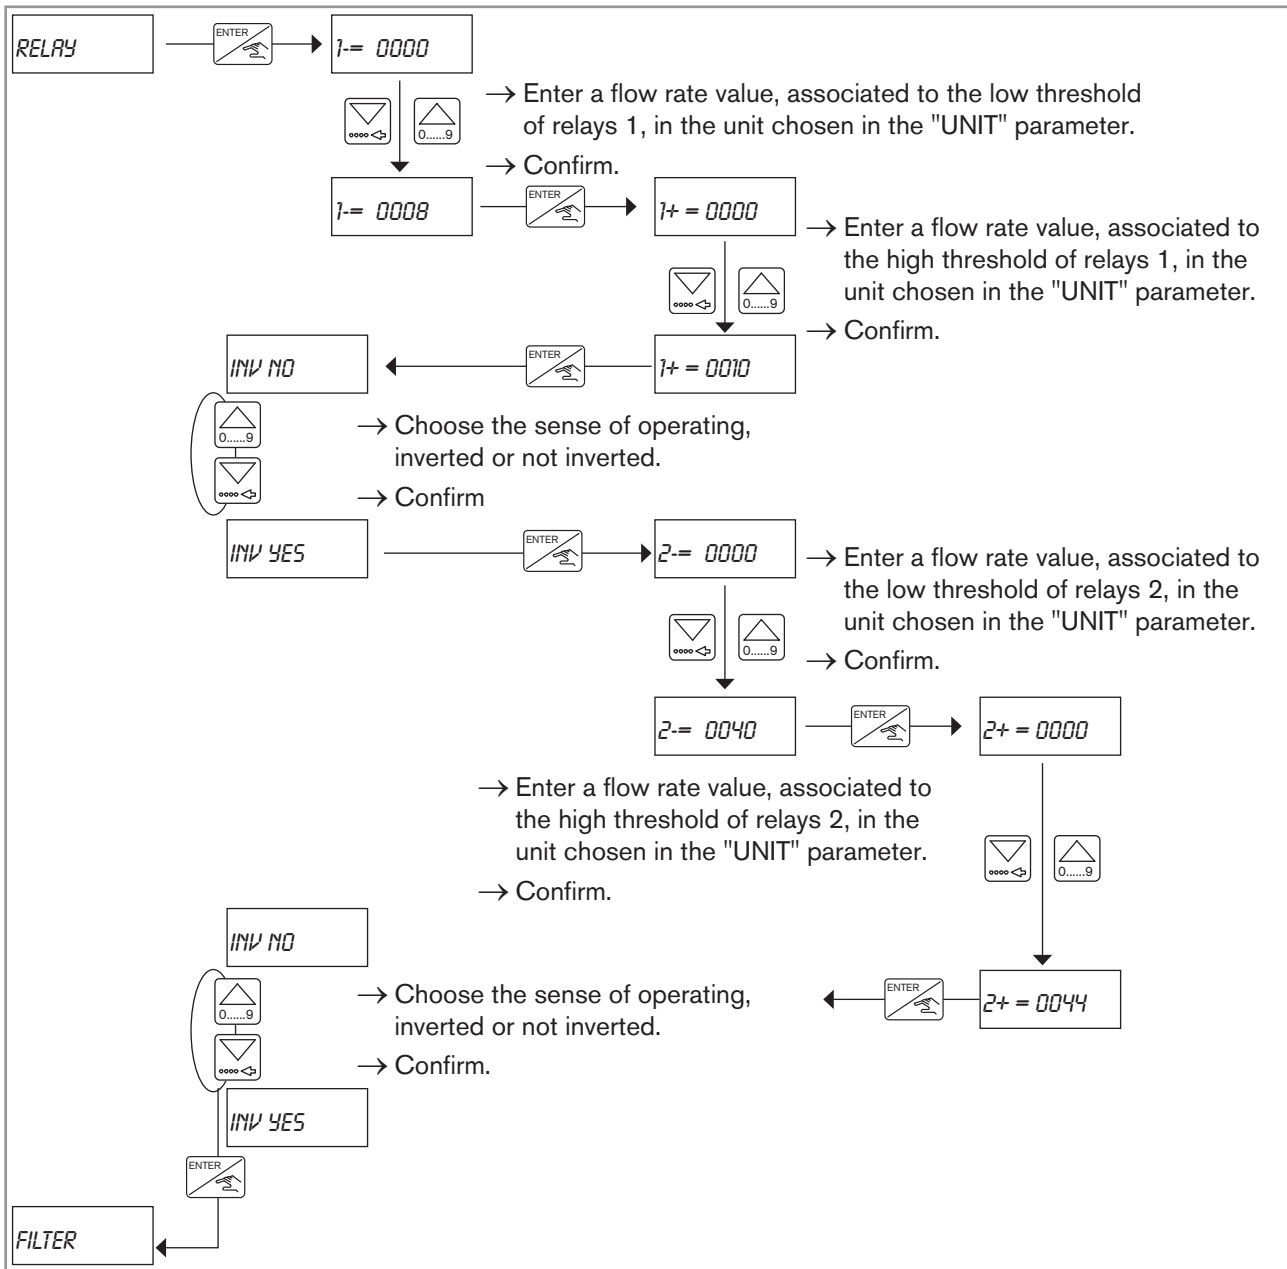 RELAY
ENTER
1-= 0000
0......9
→ Enter a flow rate value, associated to the low threshold
of relays 1, in the unit chosen in the "UNIT" parameter.
→ Confirm.
1-= 0008
ENTER
1+ = 0000
→ Enter a flow rate value, associated to
the high threshold of relays 1, in the
unit chosen in the "UNIT" parameter.
0......9
→ Confirm.
INV NO
ENTER
1+ = 0010
0......9
→ Choose the sense of operating,
inverted or not inverted.
→ Confirm
INV YES
ENTER
2-= 0000
→ Enter a flow rate value, associated to
the low threshold of relays 2, in the
unit chosen in the "UNIT" parameter.
0......9
→ Confirm.
2-= 0040
ENTER
2+ = 0000
→ Enter a flow rate value, associated to
the high threshold of relays 2, in the
unit chosen in the "UNIT" parameter.
0......9
→ Confirm.
INV NO
0......9
→ Choose the sense of operating,
inverted or not inverted.
ENTER
2+ = 0044
→ Confirm.
INV YES
ENTER
FILTER